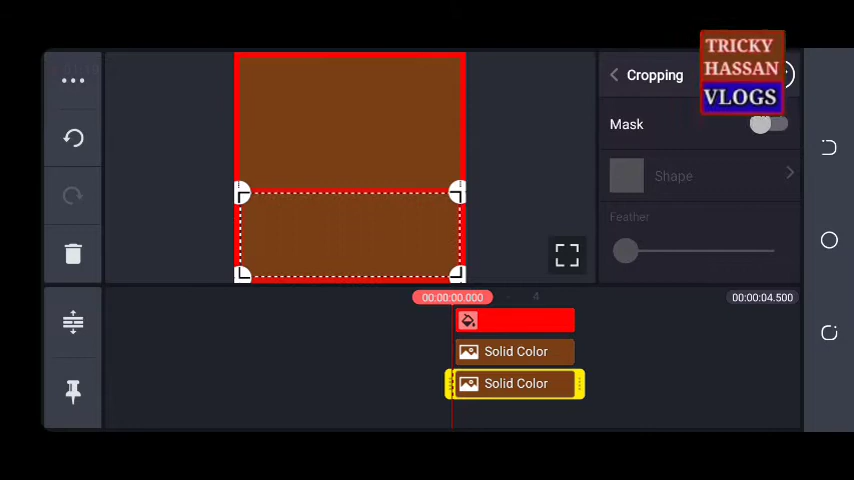 TRICKY
HASSAN
VLOGS
Cropping
Mask
Shape
Feather
00:00:00.000
4
00:00:04.500
Solid Color
Solid Color